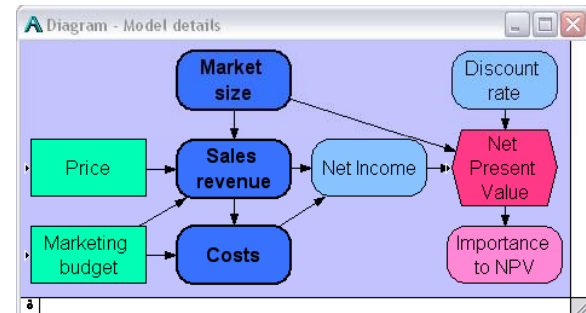 Diagram - Model details
Market
size
Discount
rate
Price
Sales
revenue
Net Income
Net
Present
Value
Marketing
budget
Costs
Importance
to NPV